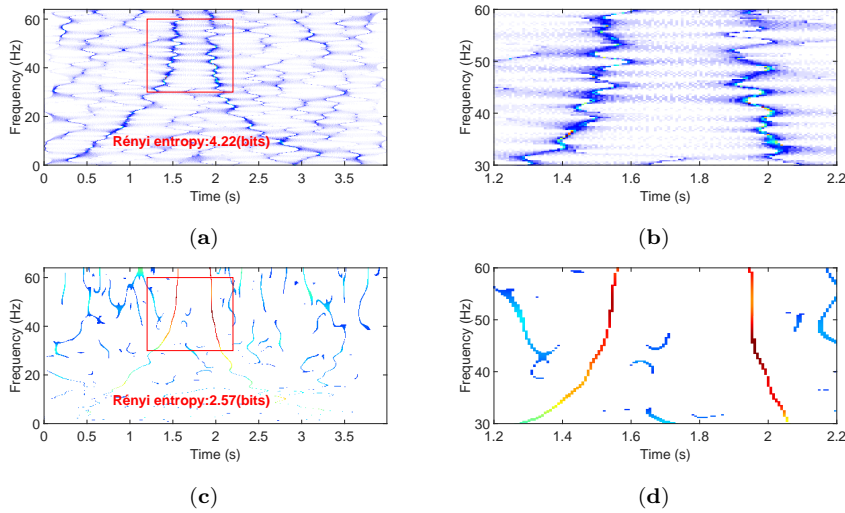 60
40
20
0
Frequency (Hz)
Rényi entropy:4.22(bits)
0 0.5 1 1.5 2 2.5 3 3.5
Time (s)
(a)
60
50
40
30
Frequency (Hz)
1.2 1.4 1.6 1.8 2 2.2
Time (s)
(b)
60
40
20
0
Frequency (Hz)
Rényi entropy:2.57(bits)
0 0.5 1 1.5 2 2.5 3 3.5
Time (s)
(c)
60
50
40
30
Frequency (Hz)
1.2 1.4 1.6 1.8 2 2.2
Time (s)
(d)